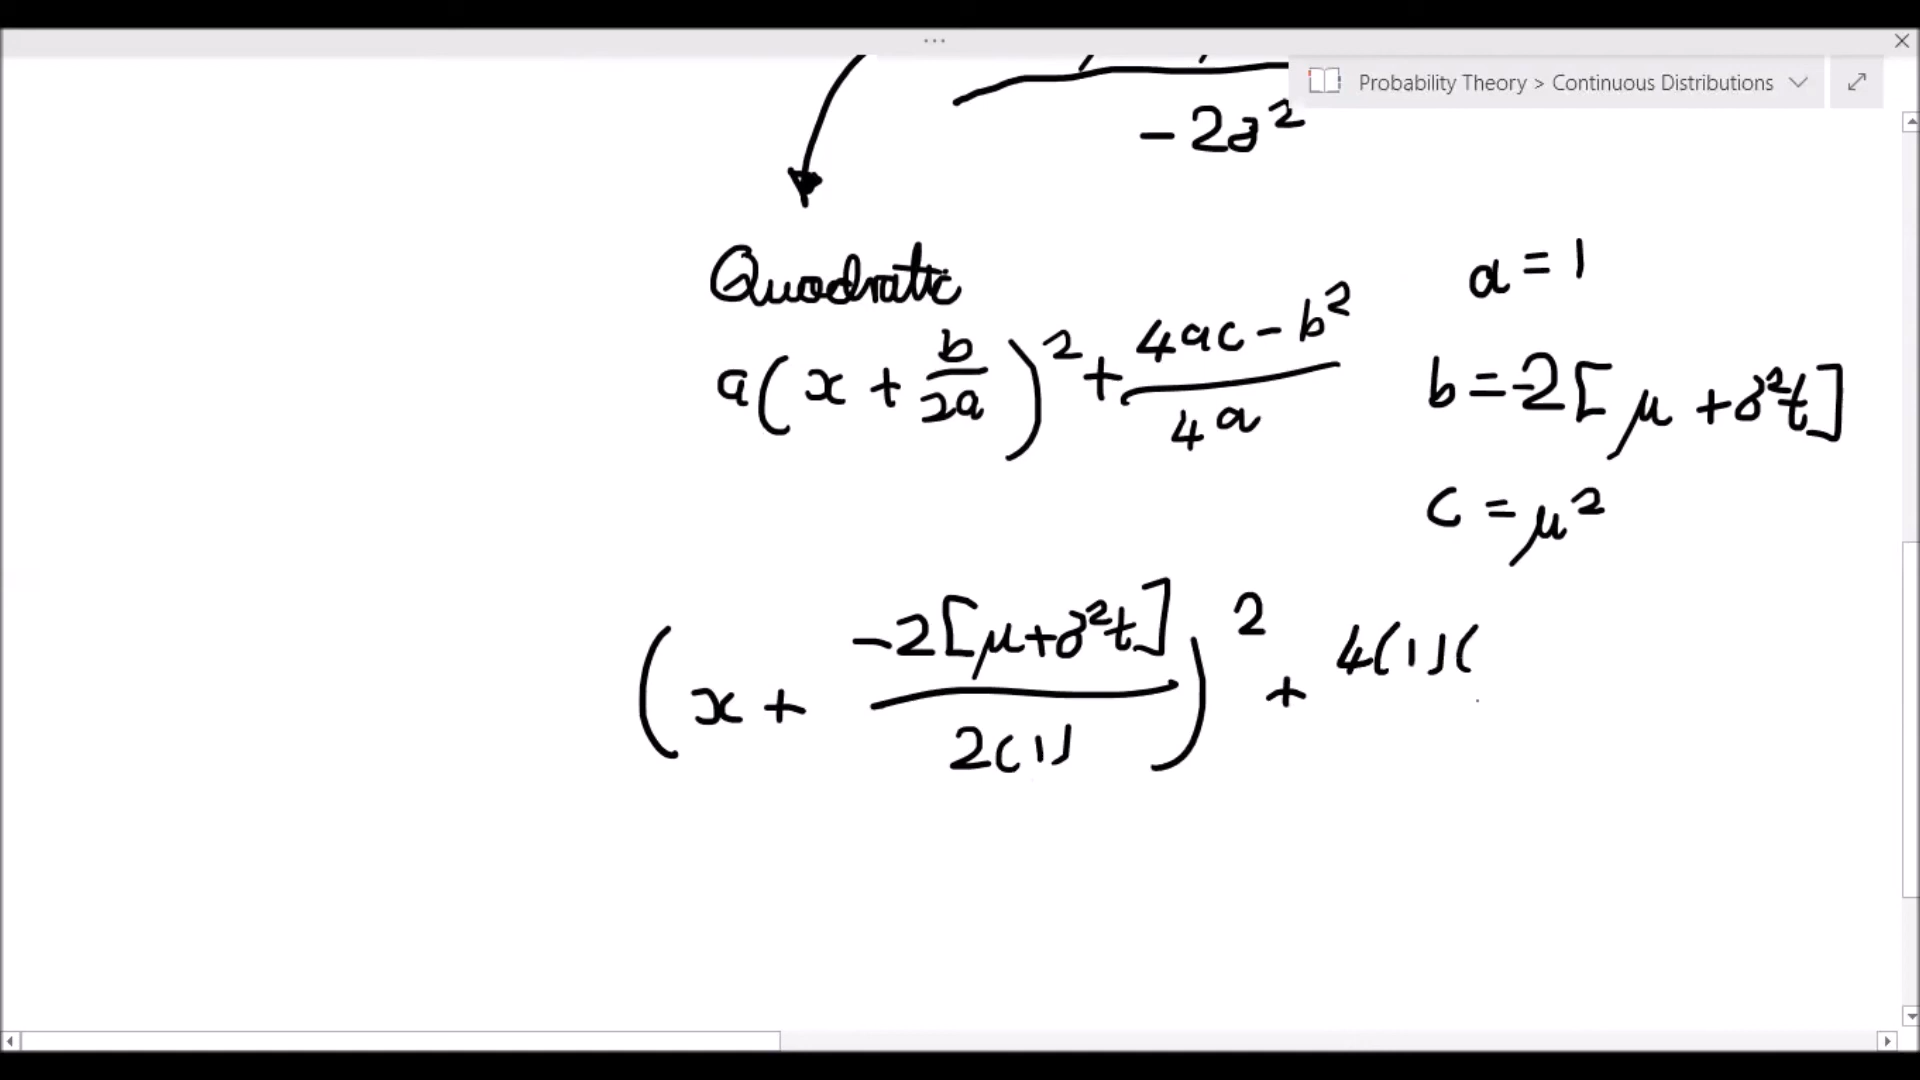 Probability Theory > Continuous Distributions
-2σ²
Quadratic
a = 1
a(x + b/2a)² + (4ac - b²)/4a
b = -2[μ + σ²t]
c = μ²
(x + -2[μ+σ²t]/2(1))² + 4(1)(